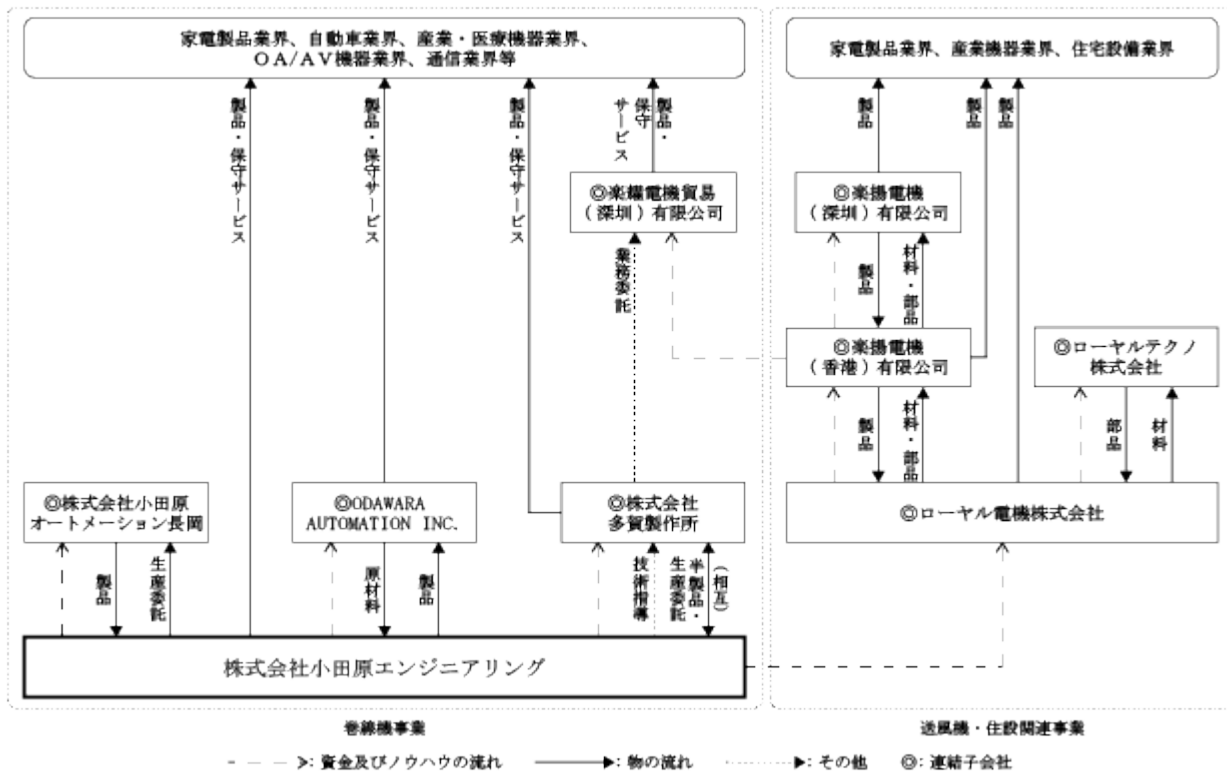 家電製品業界、自動車業界、産業・医療機器業界、
OA/AV機器業界、通信業界等
家電製品業界、産業機器業界、住宅設備業界
製品・保守サービス
製品・保守サービス
製品・保守サービス
製品・
保守
サービス
製品
製品
製品
◎楽耀電機貿易
(深圳)有限公司
◎楽揚電機
(深圳)有限公司
業務委託
製品
材料・部品
◎楽揚電機
(香港)有限公司
◎ローヤルテクノ
株式会社
製品
材料・部品
部品
材料
◎株式会社小田原
オートメーション長岡
◎ODAWARA
AUTOMATION INC.
◎株式会社
多賀製作所
◎ローヤル電機株式会社
製品
生産委託
原材料
製品
技術指導
(相互)
半製品・
生産委託
株式会社小田原エンジニアリング
巻線機事業
送風機・住設関連事業
:資金及びノウハウの流れ :物の流れ :その他 ◎:連結子会社